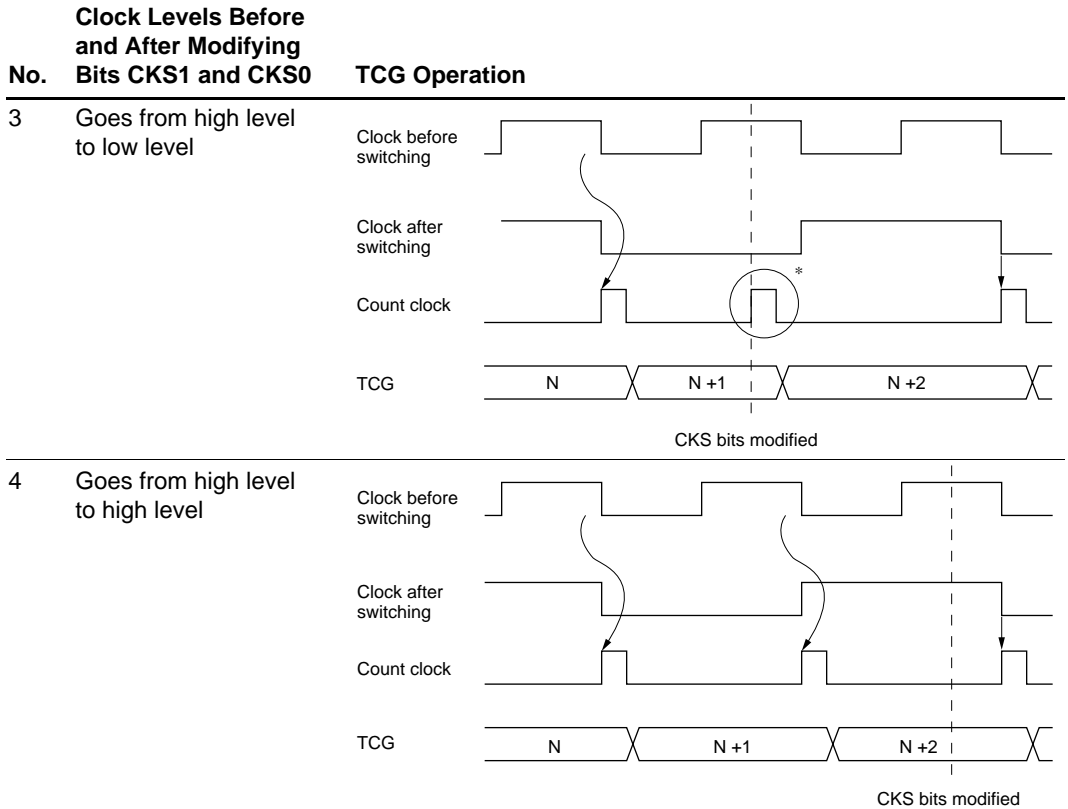 Clock Levels Before
and After Modifying
No. Bits CKS1 and CKS0 TCG Operation
3 Goes from high level
to low level
Clock before
switching
Clock after
switching
*
Count clock
TCG N N +1 N +2
CKS bits modified
4 Goes from high level
to high level
Clock before
switching
Clock after
switching
Count clock
TCG N N +1 N +2
CKS bits modified